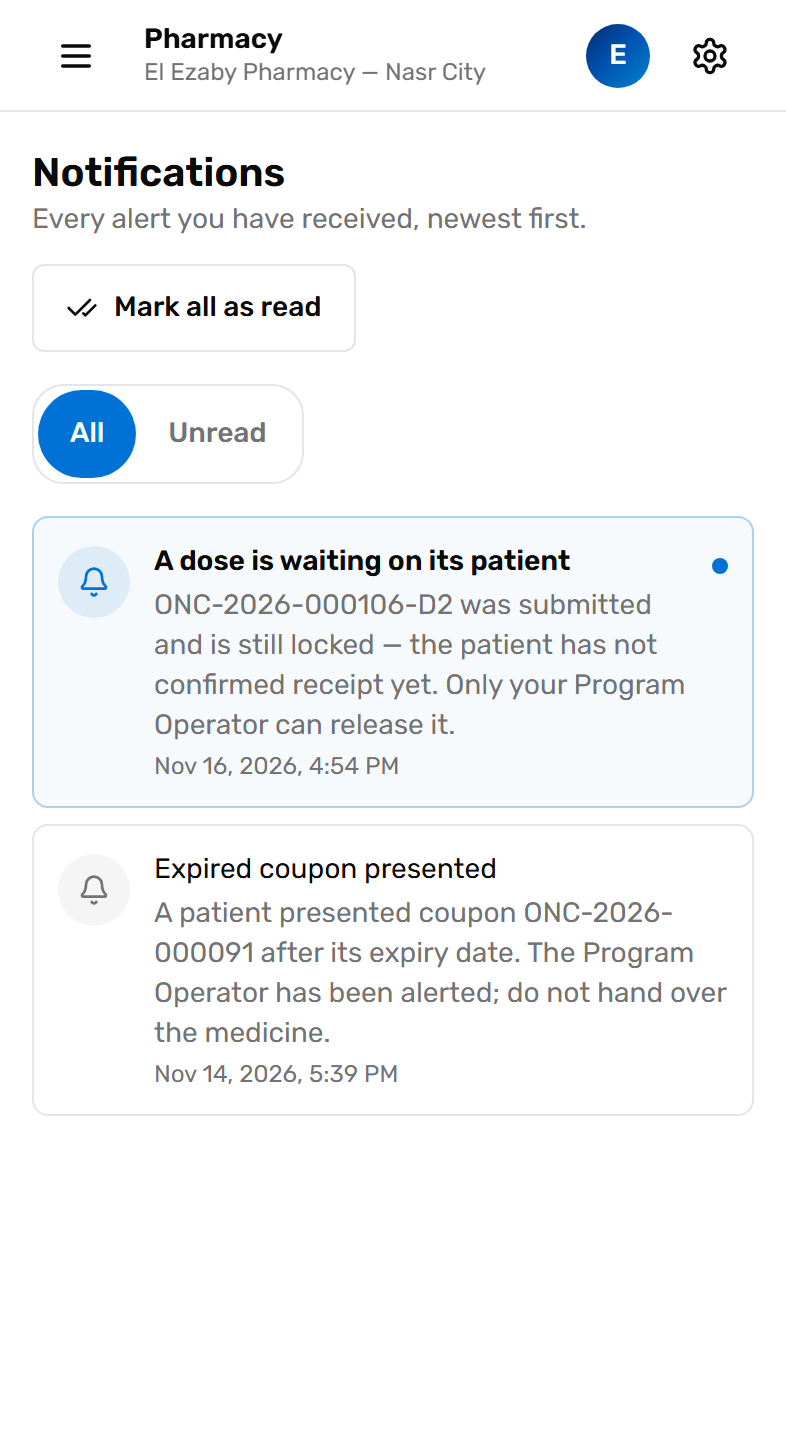 Pharmacy
El Ezaby Pharmacy — Nasr City
E
Notifications
Every alert you have received, newest first.
Mark all as read
All
Unread
A dose is waiting on its patient
ONC-2026-000106-D2 was submitted
and is still locked — the patient has not
confirmed receipt yet. Only your Program
Operator can release it.
Nov 16, 2026, 4:54 PM
Expired coupon presented
A patient presented coupon ONC-2026-
000091 after its expiry date. The Program
Operator has been alerted; do not hand over
the medicine.
Nov 14, 2026, 5:39 PM